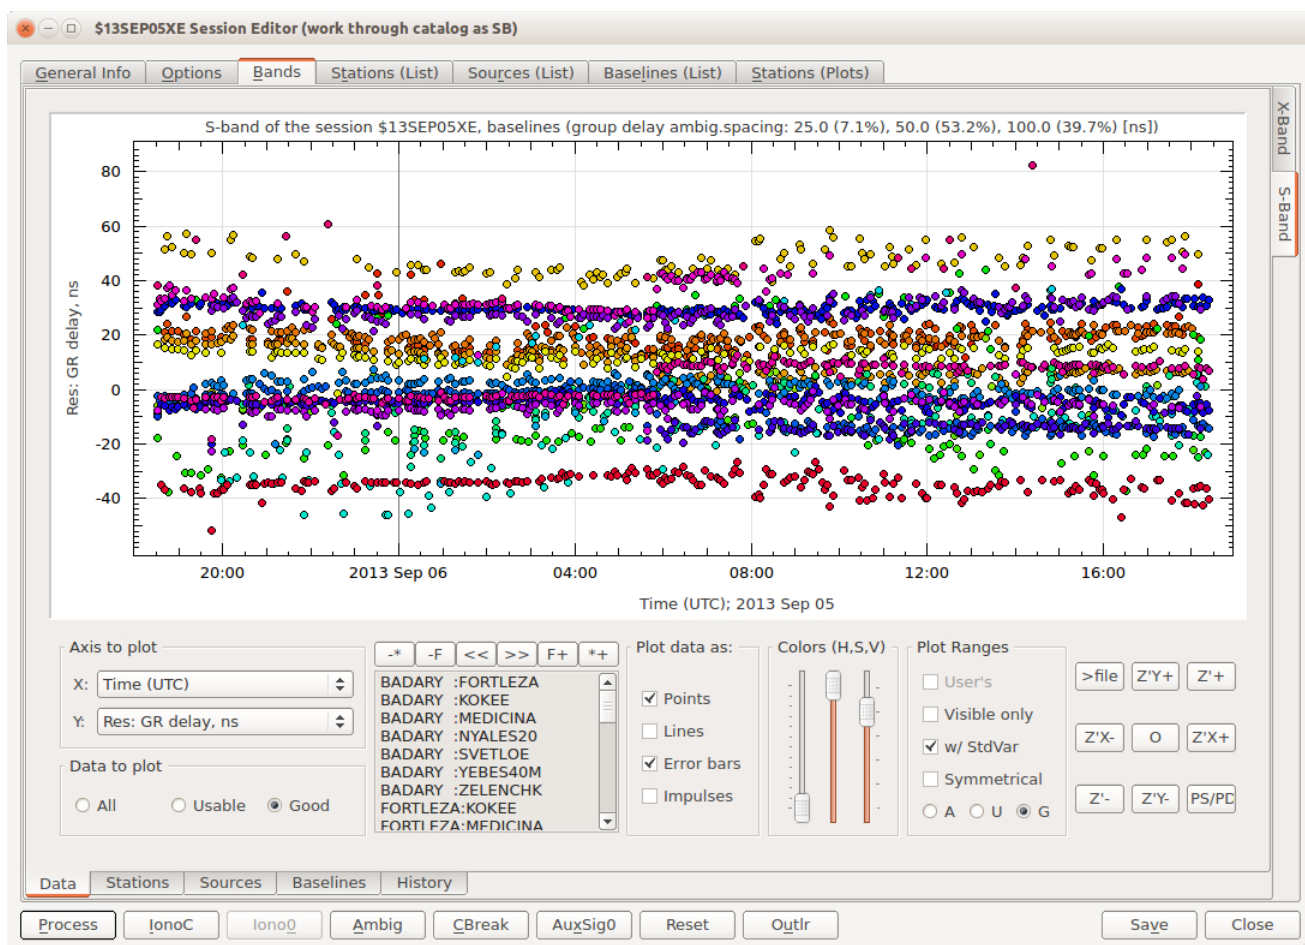 $13SEP05XE Session Editor (work through catalog as SB)
General Info Options Bands Stations (List) Sources (List) Baselines (List) Stations (Plots)
X-Band
S-Band
S-band of the session $13SEP05XE, baselines (group delay ambig.spacing: 25.0 (7.1%), 50.0 (53.2%), 100.0 (39.7%) [ns])
Res: GR delay, ns
80
60
40
20
0
-20
-40
20:00 2013 Sep 06 04:00 08:00 12:00 16:00
Time (UTC); 2013 Sep 05
Axis to plot
X: Time (UTC)
Y: Res: GR delay, ns
Data to plot
All Usable Good
-* -F << >> F+ *+
BADARY :FORTLEZA
BADARY :KOKEE
BADARY :MEDICINA
BADARY :NYALES20
BADARY :SVETLOE
BADARY :YEBES40M
BADARY :ZELENCHK
FORTLEZA:KOKEE
FORTLEZA:MEDICINA
Plot data as:
Points
Lines
Error bars
Impulses
Colors (H,S,V)
Plot Ranges
User's
Visible only
w/ StdVar
Symmetrical
A U G
>file Z'Y+ Z'+
Z'X- O Z'X+
Z'- Z'Y- PS/PD
Data Stations Sources Baselines History
Process IonoC Iono0 Ambig CBreak AuxSig0 Reset Outlr Save Close